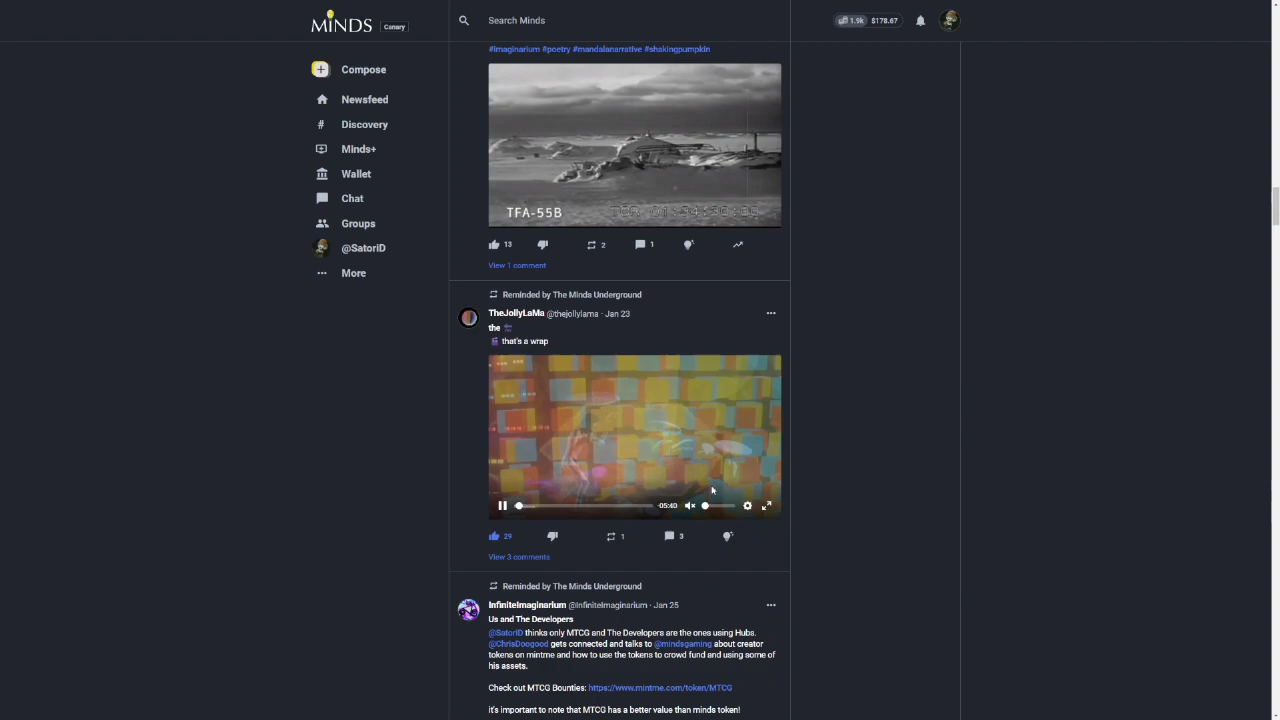 MiNDS
Canary
Search Minds
1.9k $178.67
Compose
Newsfeed
# Discovery
Minds+
Wallet
Chat
Groups
@SatoriD
More
#imaginarium #poetry #mandalanarrative #shakingpumpkin
TFA-55B
13 2 1
View 1 comment
Reminded by The Minds Underground
TheJollyLaMa @thejollylama · Jan 23
the
that's a wrap
-05:40
29 1 3
View 3 comments
Reminded by The Minds Underground
InfiniteImaginarium @InfiniteImaginarium · Jan 25
Us and The Developers
@SatoriD thinks only MTCG and The Developers are the ones using Hubs.
@ChrisDoogood gets connected and talks to @mindsgaming about creator
tokens on mintme and how to use the tokens to crowd fund and using some of
his assets.
Check out MTCG Bounties: https://www.mintme.com/token/MTCG
it's important to note that MTCG has a better value than minds token!